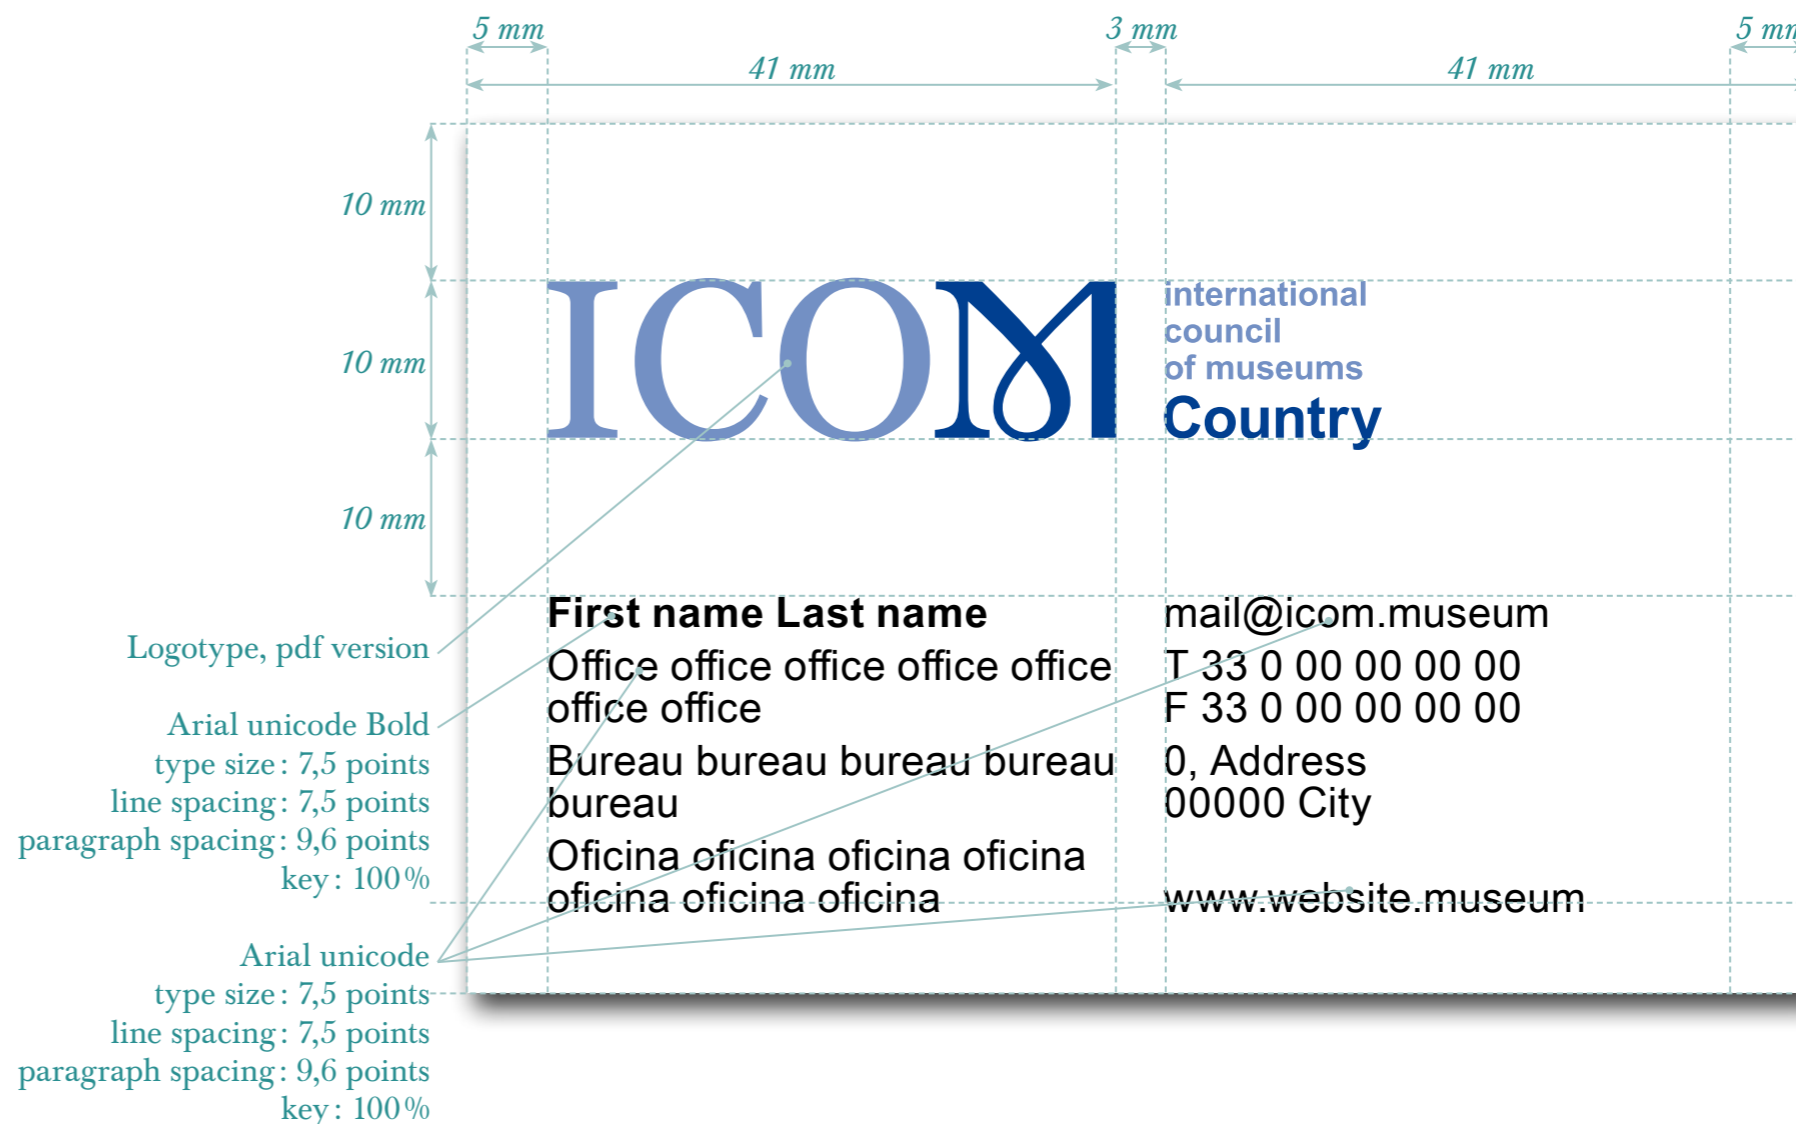 5 mm
3 mm
5 mm
41 mm
41 mm
10 mm
10 mm
10 mm
ICOM
international
council
of museums
Country
First name Last name
Office office office office office
office office
Bureau bureau bureau bureau
bureau
Oficina oficina oficina oficina
oficina oficina oficina
mail@icom.museum
T 33 0 00 00 00 00
F 33 0 00 00 00 00
0, Address
00000 City
www.website.museum
Logotype, pdf version
Arial unicode Bold
type size : 7,5 points
line spacing : 7,5 points
paragraph spacing : 9,6 points
key : 100 %
Arial unicode
type size : 7,5 points
line spacing : 7,5 points
paragraph spacing : 9,6 points
key : 100 %